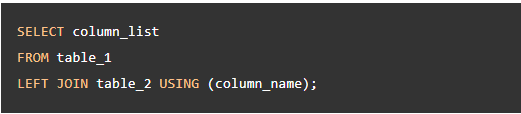 SELECT column_list
FROM table_1
LEFT JOIN table_2 USING (column_name);